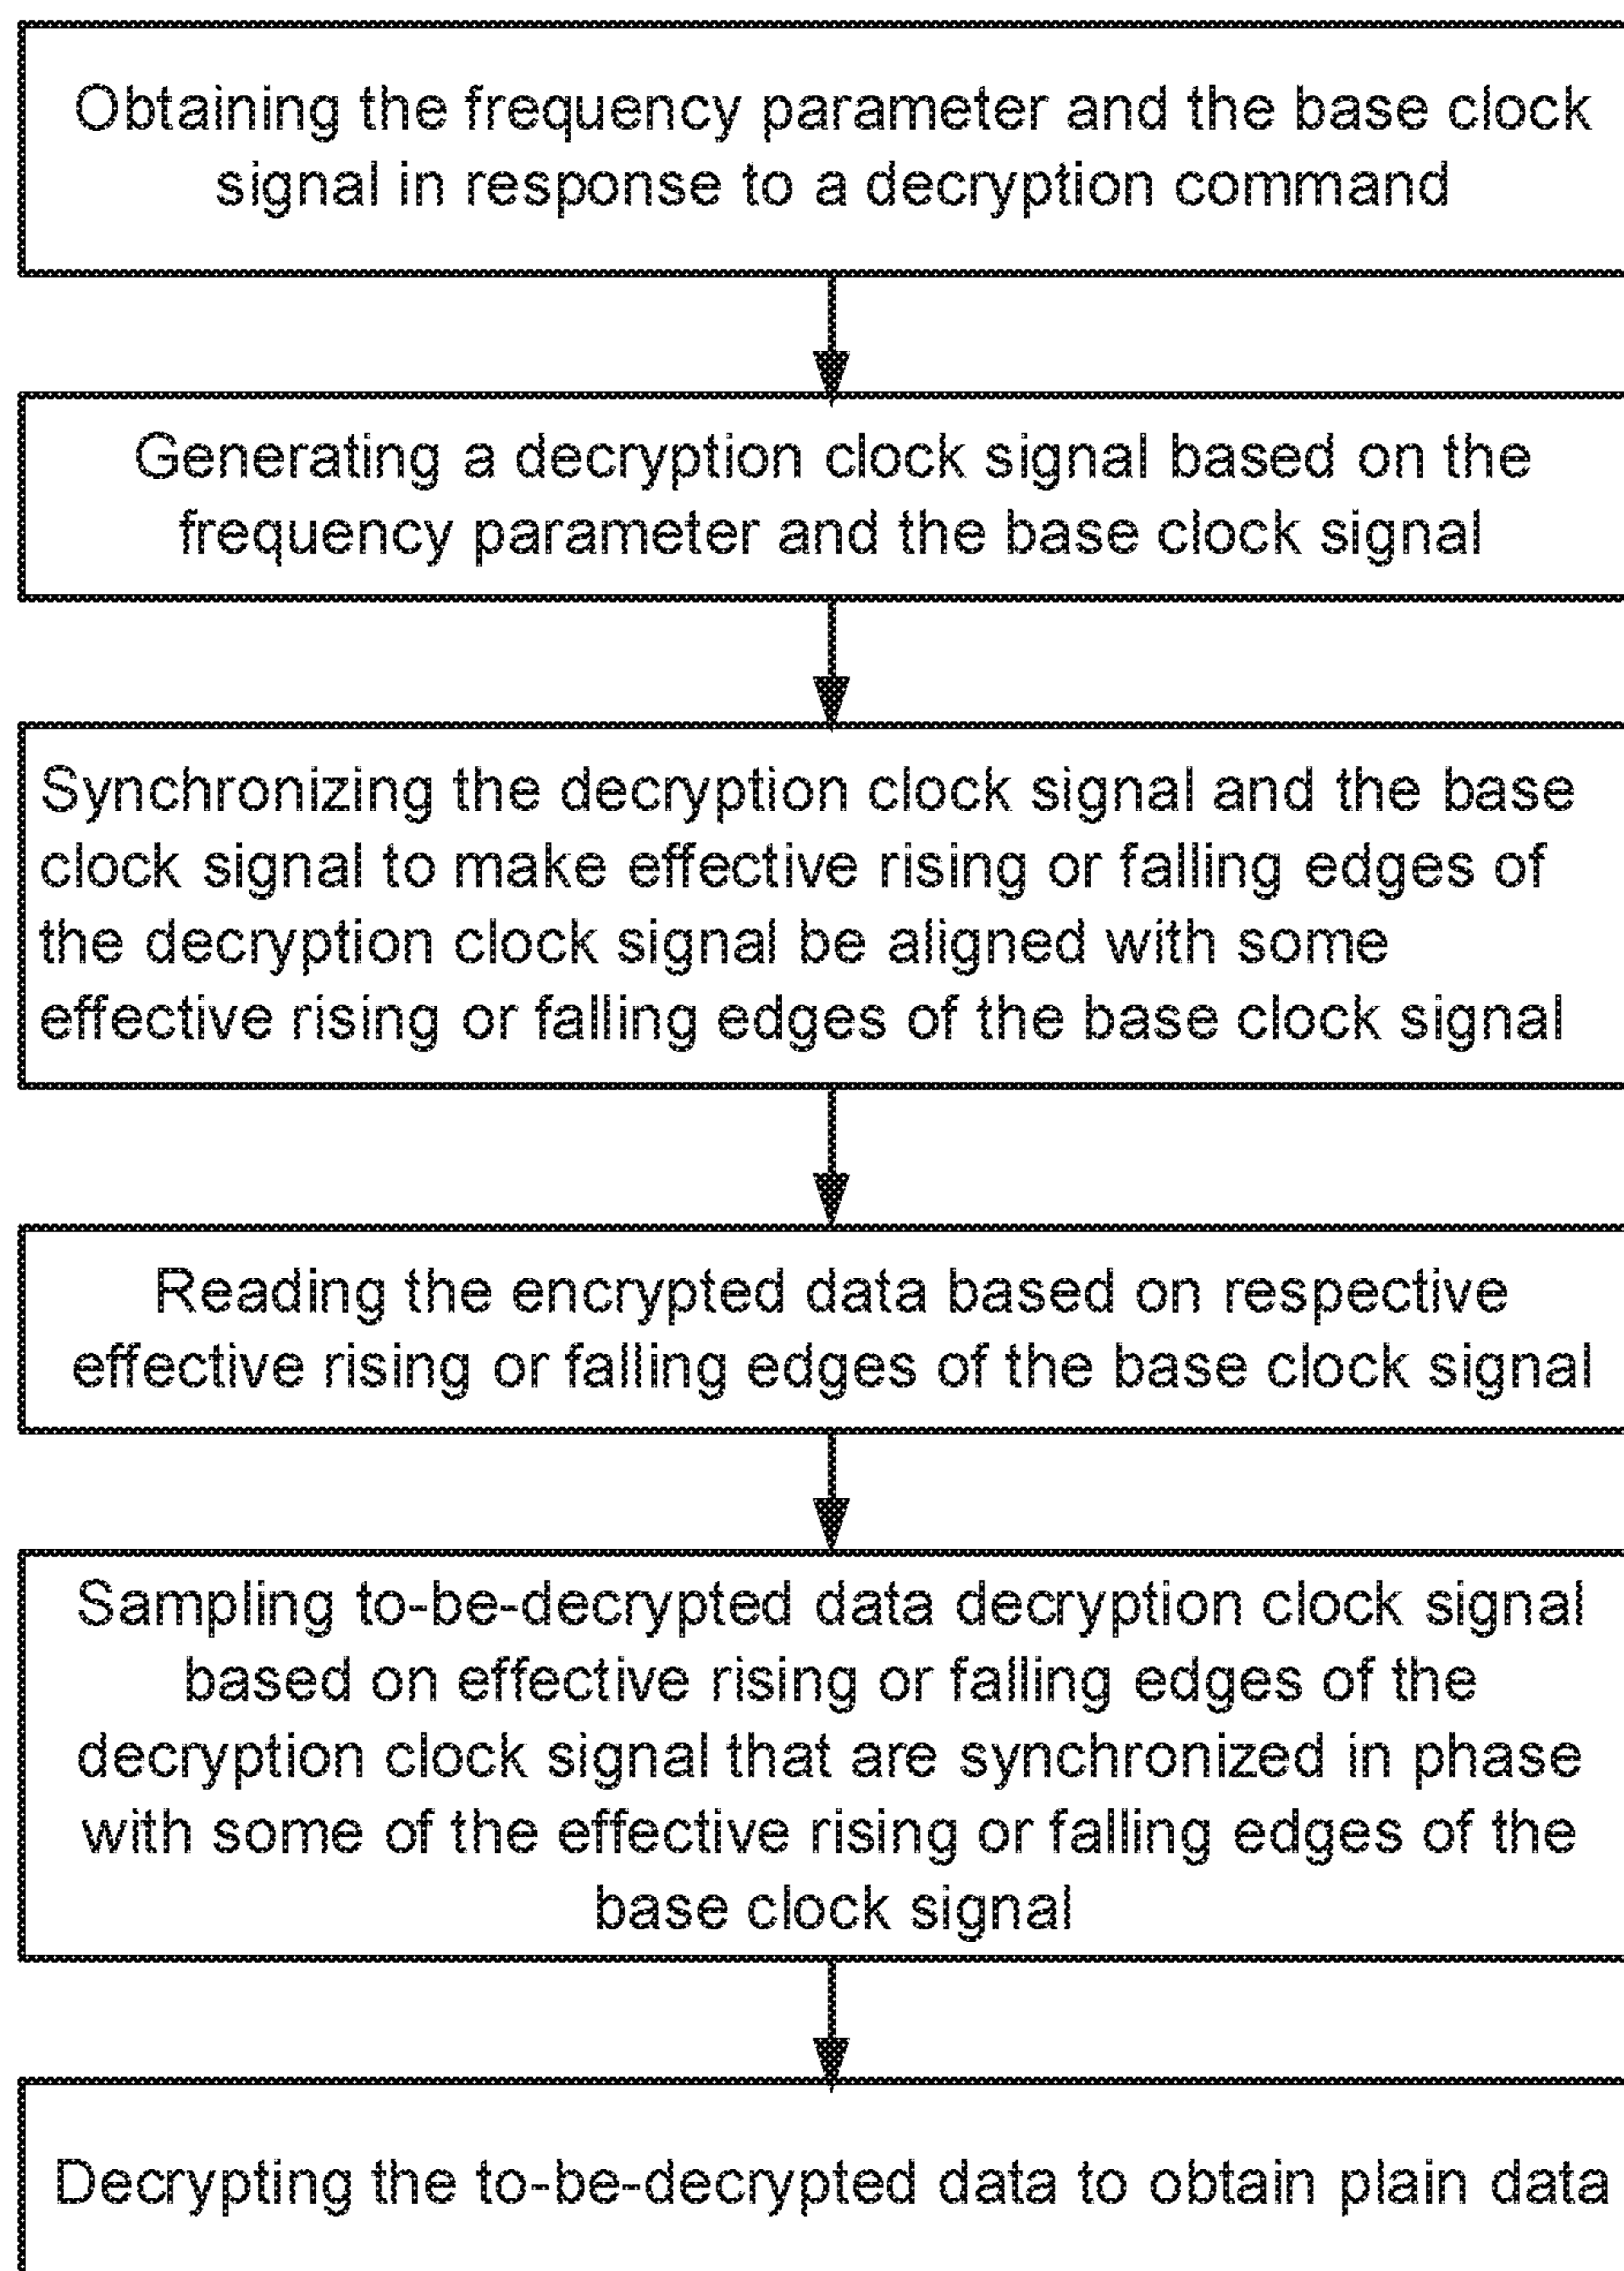 Obtaining the frequency parameter and the base clock
signal in response to a decryption command
Generating a decryption clock signal based on the
frequency parameter and the base clock signal
Synchronizing the decryption clock signal and the base
clock signal to make effective rising or falling edges of
the decryption clock signal be aligned with some
effective rising or falling edges of the base clock signal
Reading the encrypted data based on respective
effective rising or falling edges of the base clock signal
Sampling to-be-decrypted data decryption clock signal
based on effective rising or falling edges of the
decryption clock signal that are synchronized in phase
with some of the effective rising or falling edges of the
base clock signal
Decrypting the to-be-decrypted data to obtain plain data